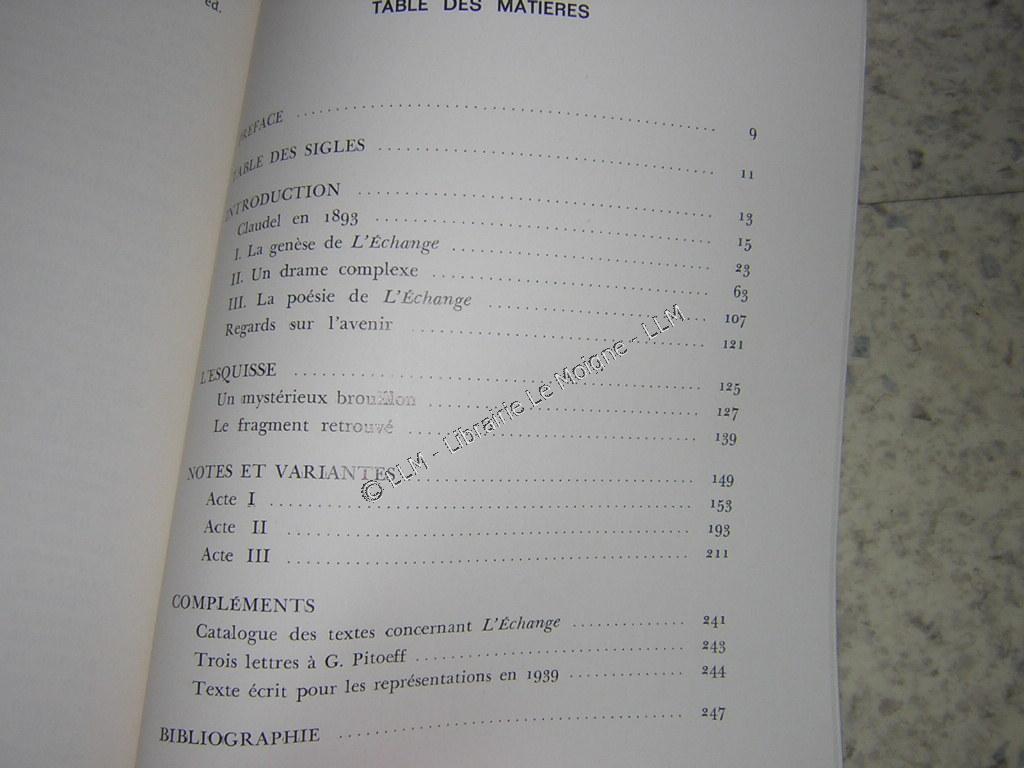 éd.
TABLE DES MATIERES
PREFACE 9
TABLE DES SIGLES 11
INTRODUCTION 13
Claudel en 1893 15
I. La genèse de L'Échange 23
II. Un drame complexe 63
III. La poésie de L'Échange 107
Regards sur l'avenir 121
L'ESQUISSE 125
Un mystérieux brouillon 127
Le fragment retrouvé 139
NOTES ET VARIANTES 149
Acte I 153
Acte II 193
Acte III 211
COMPLÉMENTS
Catalogue des textes concernant L'Échange 241
Trois lettres à G. Pitoeff 243
Texte écrit pour les représentations en 1939 244
BIBLIOGRAPHIE 247
© LLM - Librairie Le Moigne - LLM